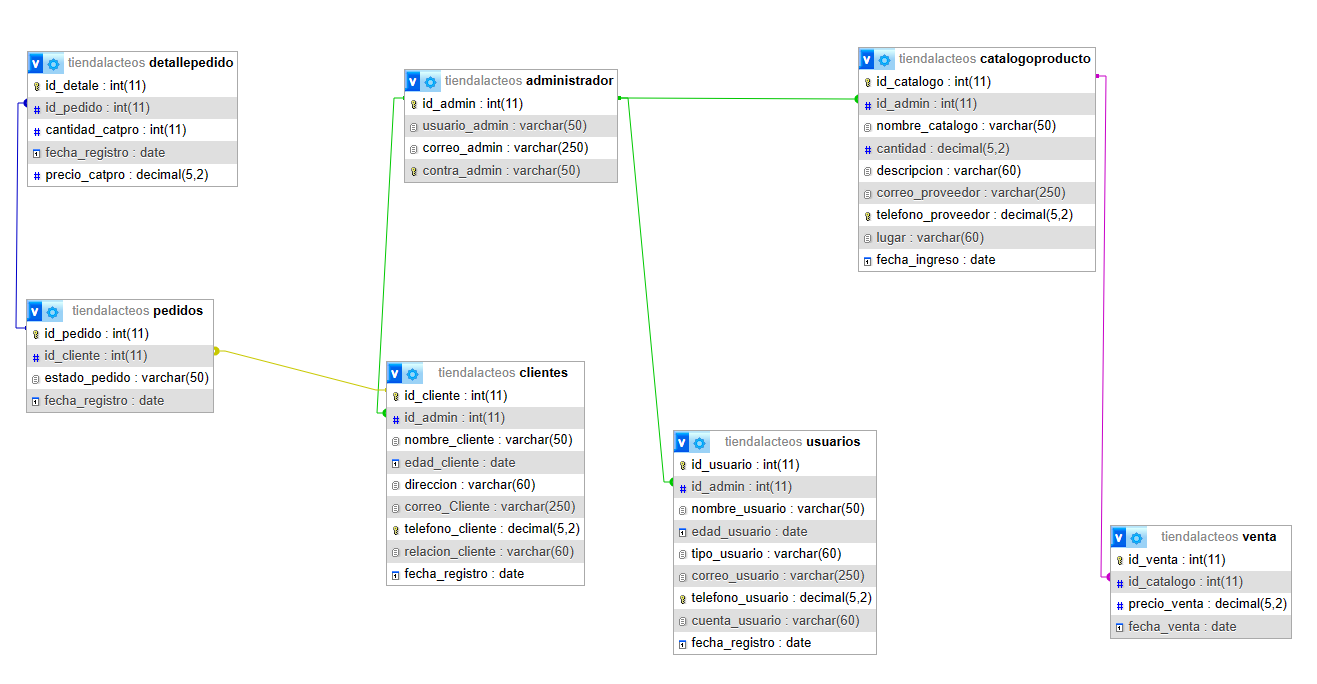 tiendalacteos detallepedido
id_detale : int(11)
id_pedido : int(11)
cantidad_catpro : int(11)
fecha_registro : date
precio_catpro : decimal(5,2)
tiendalacteos administrador
id_admin : int(11)
usuario_admin : varchar(50)
correo_admin : varchar(250)
contra_admin : varchar(50)
tiendalacteos catalogoproducto
id_catalogo : int(11)
id_admin : int(11)
nombre_catalogo : varchar(50)
cantidad : decimal(5,2)
descripcion : varchar(60)
correo_proveedor : varchar(250)
telefono_proveedor : decimal(5,2)
lugar : varchar(60)
fecha_ingreso : date
tiendalacteos pedidos
id_pedido : int(11)
id_cliente : int(11)
estado_pedido : varchar(50)
fecha_registro : date
tiendalacteos clientes
id_cliente : int(11)
id_admin : int(11)
nombre_cliente : varchar(50)
edad_cliente : date
direccion : varchar(60)
correo_Cliente : varchar(250)
telefono_cliente : decimal(5,2)
relacion_cliente : varchar(60)
fecha_registro : date
tiendalacteos usuarios
id_usuario : int(11)
id_admin : int(11)
nombre_usuario : varchar(50)
edad_usuario : date
tipo_usuario : varchar(60)
correo_usuario : varchar(250)
telefono_usuario : decimal(5,2)
cuenta_usuario : varchar(60)
fecha_registro : date
tiendalacteos venta
id_venta : int(11)
id_catalogo : int(11)
precio_venta : decimal(5,2)
fecha_venta : date